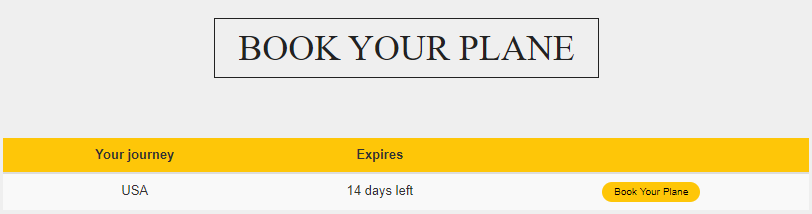 BOOK YOUR PLANE
Your journey Expires
USA 14 days left Book Your Plane